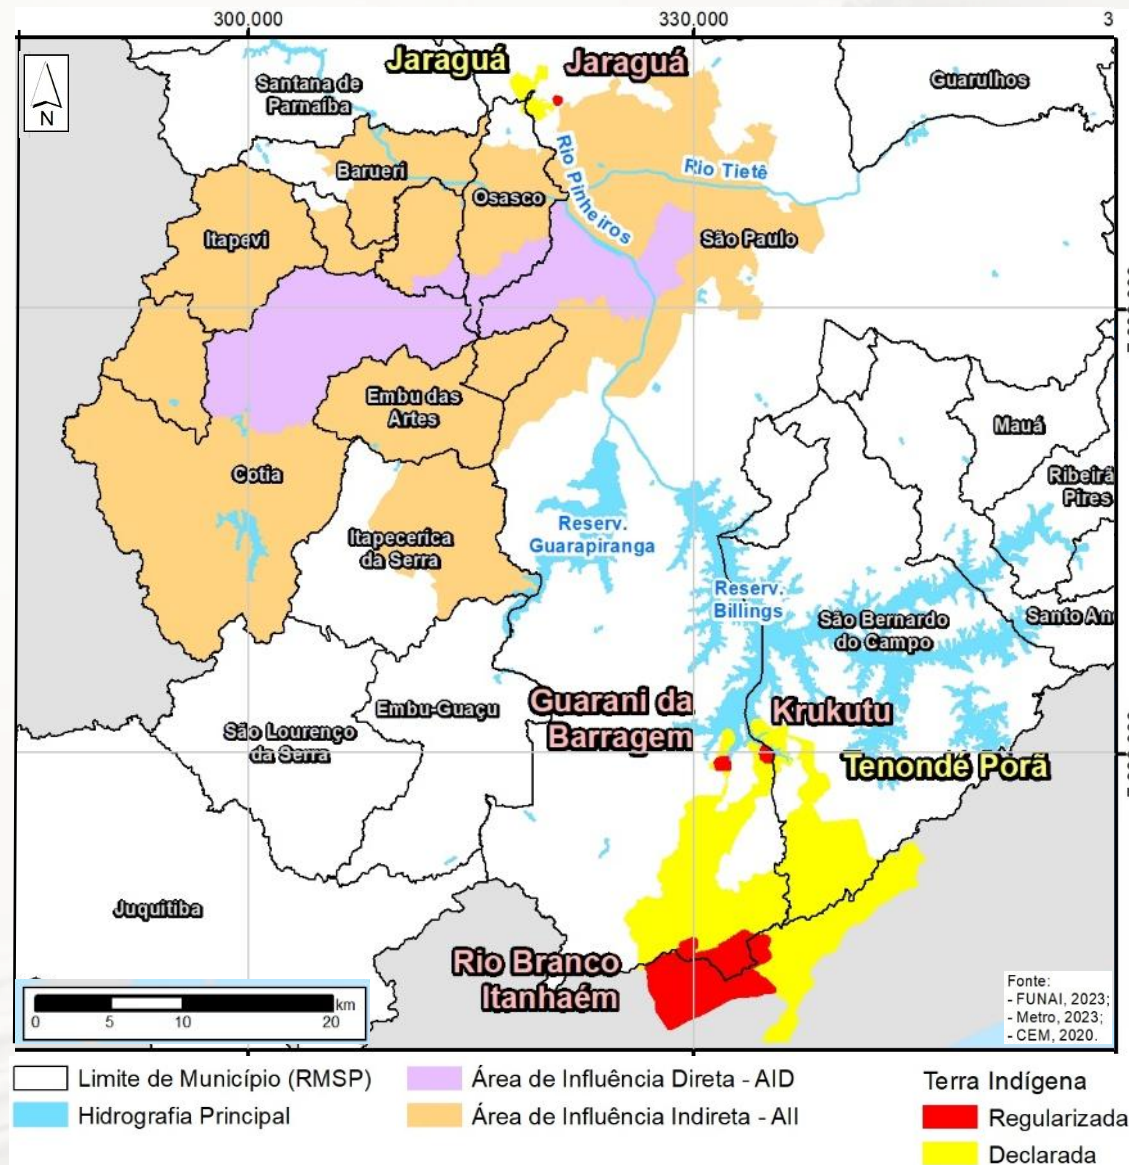 300,000
330,000
3
Jaraguá
Jaraguá
Guarulhos
Santana de
Parnaíba
N
Rio Pinheiros
Rio Tietê
Barueri
Osasco
Itapevi
São Paulo
Embu das
Artes
Mauá
Cotia
Ribeirã
Pires
Reserv.
Guarapiranga
Itapecerica
da Serra
Reserv.
Billings
São Bernardo
do Campo
Santo An
Guarani da
Barragem
Krukutu
Embu-Guaçu
São Lourenço
da Serra
Tenondé Porã
Juquitiba
Rio Branco
Itanhaém
Fonte:
- FUNAI, 2023;
- Metro, 2023;
- CEM, 2020.
km
0 5 10 20
Limite de Município (RMSP)
Hidrografia Principal
Área de Influência Direta - AID
Área de Influência Indireta - AII
Terra Indígena
Regularizada
Declarada